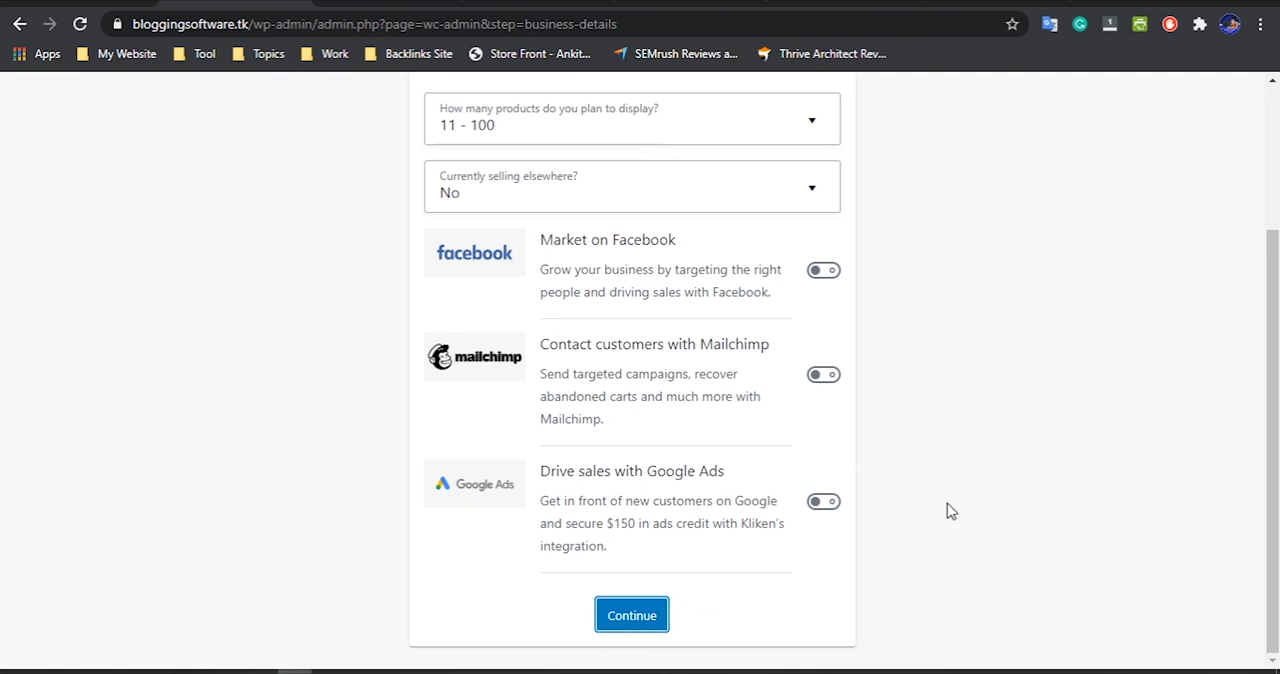 bloggingsoftware.tk/wp-admin/admin.php?page=wc-admin&step=business-details
1
Apps My Website Tool Topics Work Backlinks Site Store Front - Ankit... SEMrush Reviews a... Thrive Architect Rev...
How many products do you plan to display?
11 - 100
Currently selling elsewhere?
No
facebook
Market on Facebook
Grow your business by targeting the right
people and driving sales with Facebook.
mailchimp
Contact customers with Mailchimp
Send targeted campaigns, recover
abandoned carts and much more with
Mailchimp.
Google Ads
Drive sales with Google Ads
Get in front of new customers on Google
and secure $150 in ads credit with Kliken's
integration.
Continue